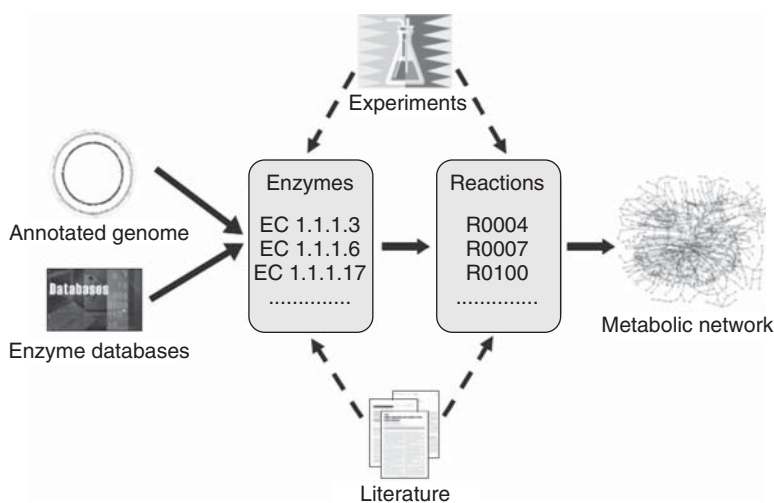 Experiments
Annotated genome
Databases
Enzyme databases
Enzymes
EC 1.1.1.3
EC 1.1.1.6
EC 1.1.1.17
..............
Reactions
R0004
R0007
R0100
..............
Metabolic network
Literature